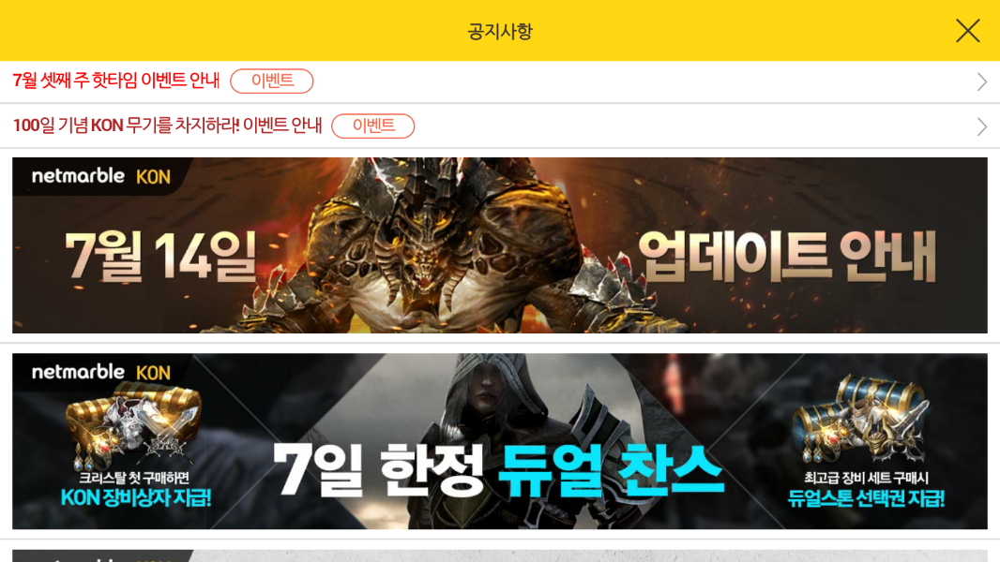 공지사항
7월 셋째 주 핫타임 이벤트 안내 이벤트
100일 기념 KON 무기를 차지하라! 이벤트 안내 이벤트
netmarble KON
7월 14일 업데이트 안내
netmarble KON
7일 한정 듀얼 찬스
크리스탈 첫 구매하면
KON 장비상자 지급!
최고급 장비 세트 구매시
듀얼스톤 선택권 지급!
netmarble KON